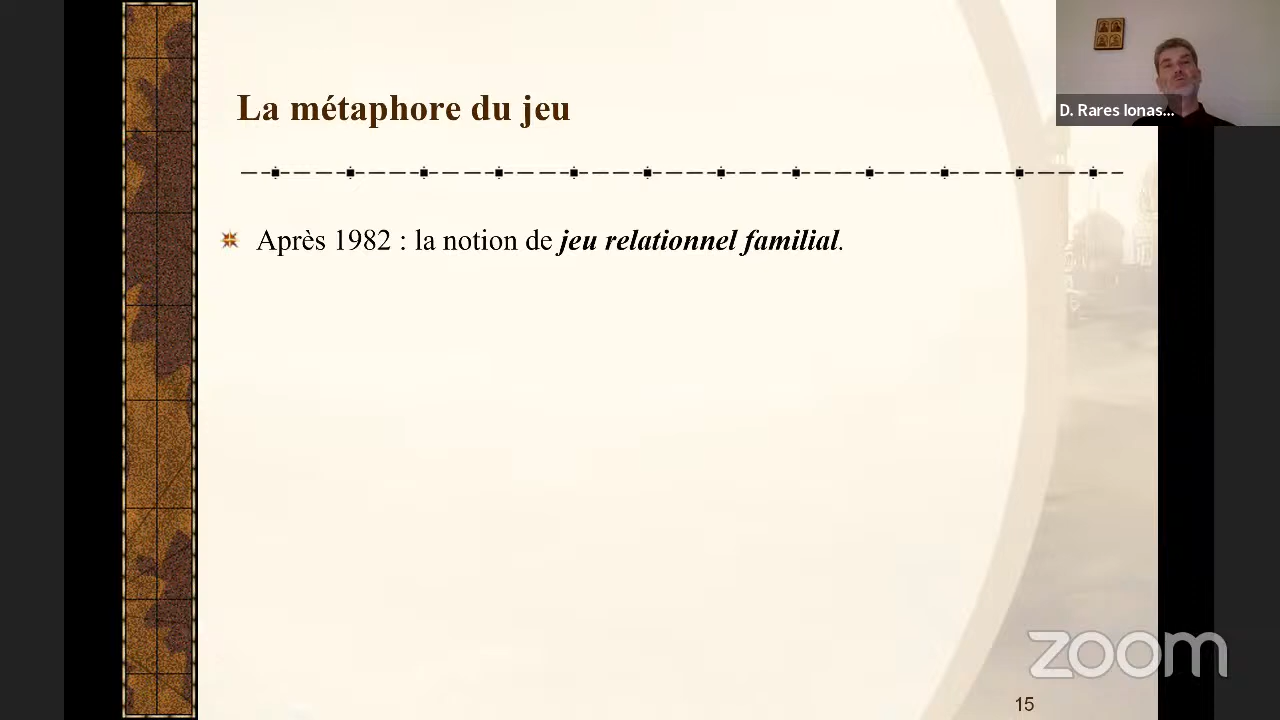 La métaphore du jeu
Après 1982 : la notion de jeu relationnel familial.
D. Rares Ionas...
zoom
15